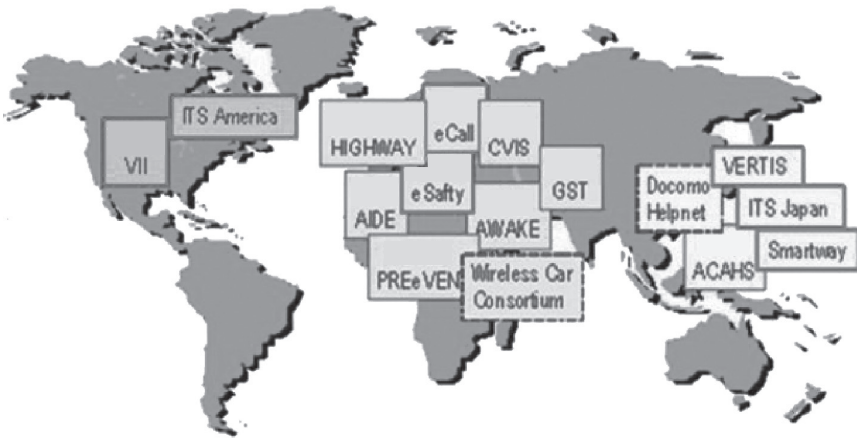 ITS America
VII
HIGHWAY
eCall
CVIS
AIDE
eSafty
AWAKE
GST
PREeVEN
Wireless Car
Consortium
Docomo
Helpnet
VERTIS
ITS Japan
Smartway
ACAHS